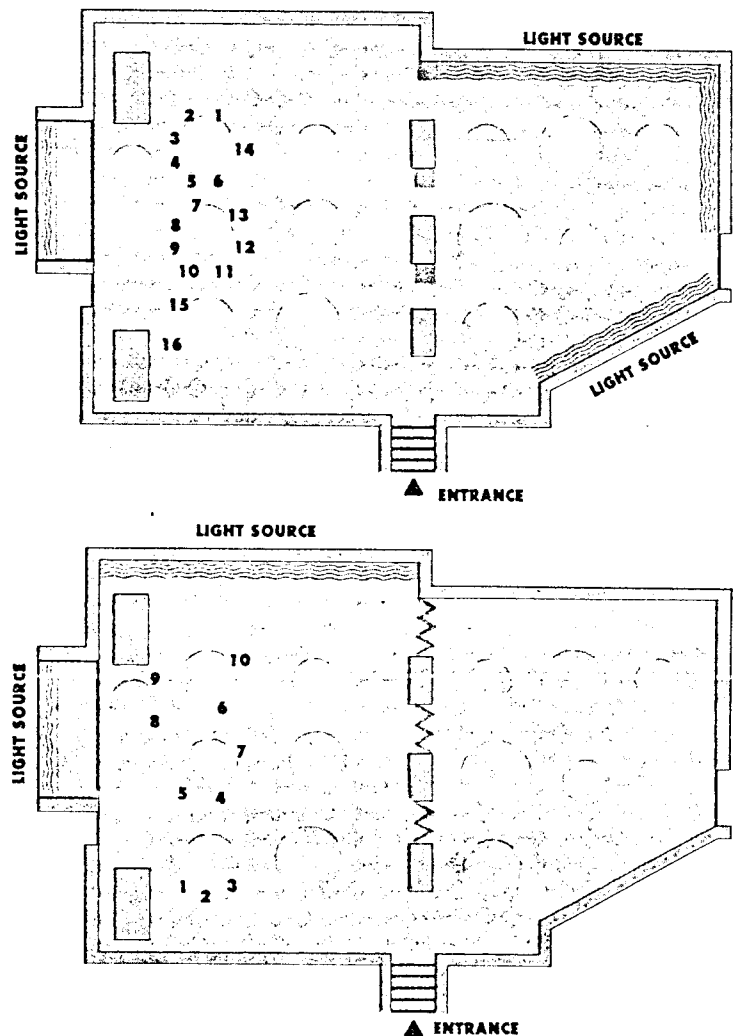 LIGHT SOURCE
LIGHT SOURCE
2 1
3
14
4
5 6
7
13
8
9 12
10 11
15
16
LIGHT SOURCE
ENTRANCE
LIGHT SOURCE
LIGHT SOURCE
10
9
6
8
7
5 4
1 2 3
ENTRANCE